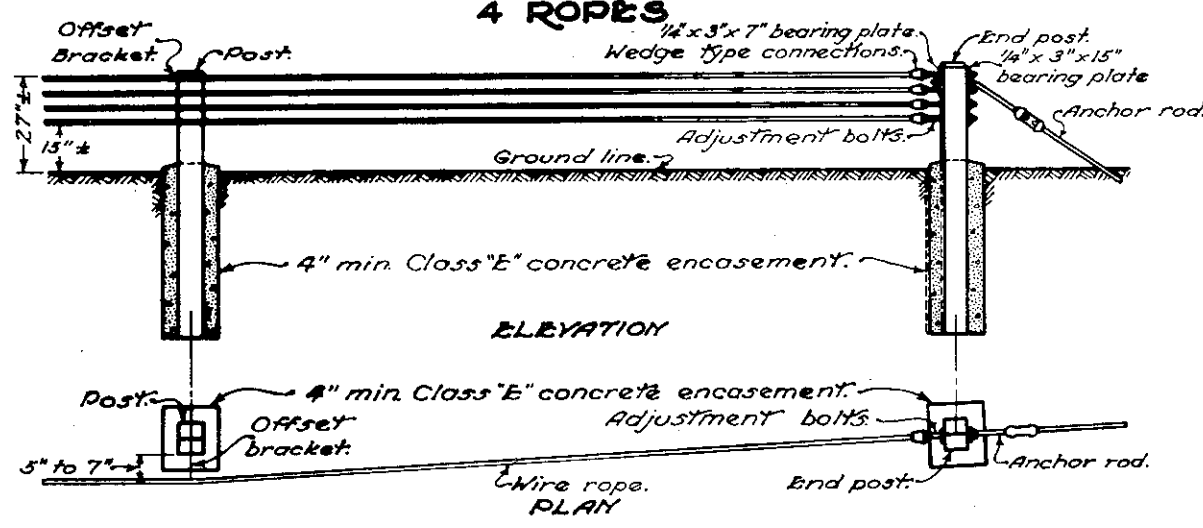 4 ROPES
Offset
Bracket.
Post.
1/4" x 3" x 7" bearing plate.
Wedge type connections.
End post.
1/4" x 3" x 15"
bearing plate
Anchor rod.
27" ±
15" ±
Adjustment bolts.
Ground line.
4" min. Class "E" concrete encasement.
ELEVATION
4" min. Class "E" concrete encasement.
Post.
Offset
bracket.
Adjustment bolts.
5" to 7"
Wire rope.
End post.
Anchor rod.
PLAN